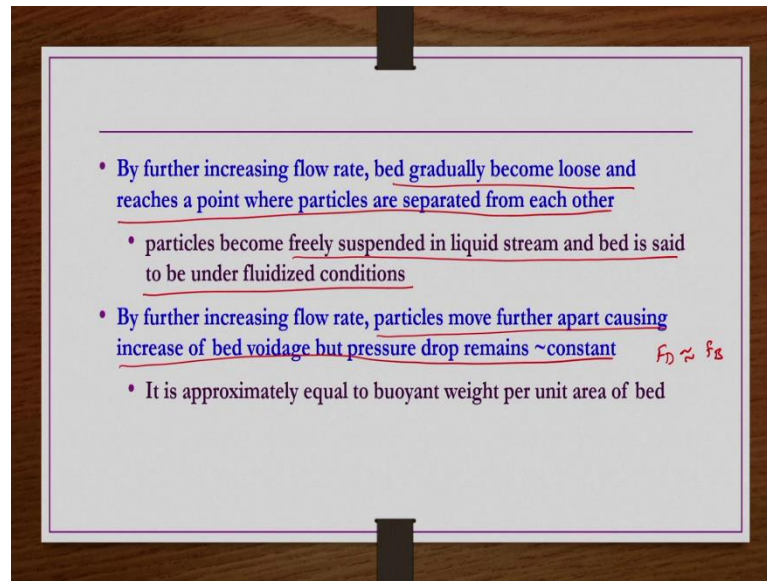 • By further increasing flow rate, bed gradually become loose and
reaches a point where particles are separated from each other
• particles become freely suspended in liquid stream and bed is said
to be under fluidized conditions
• By further increasing flow rate, particles move further apart causing
increase of bed voidage but pressure drop remains ~constant
F_D ≈ F_B
• It is approximately equal to buoyant weight per unit area of bed